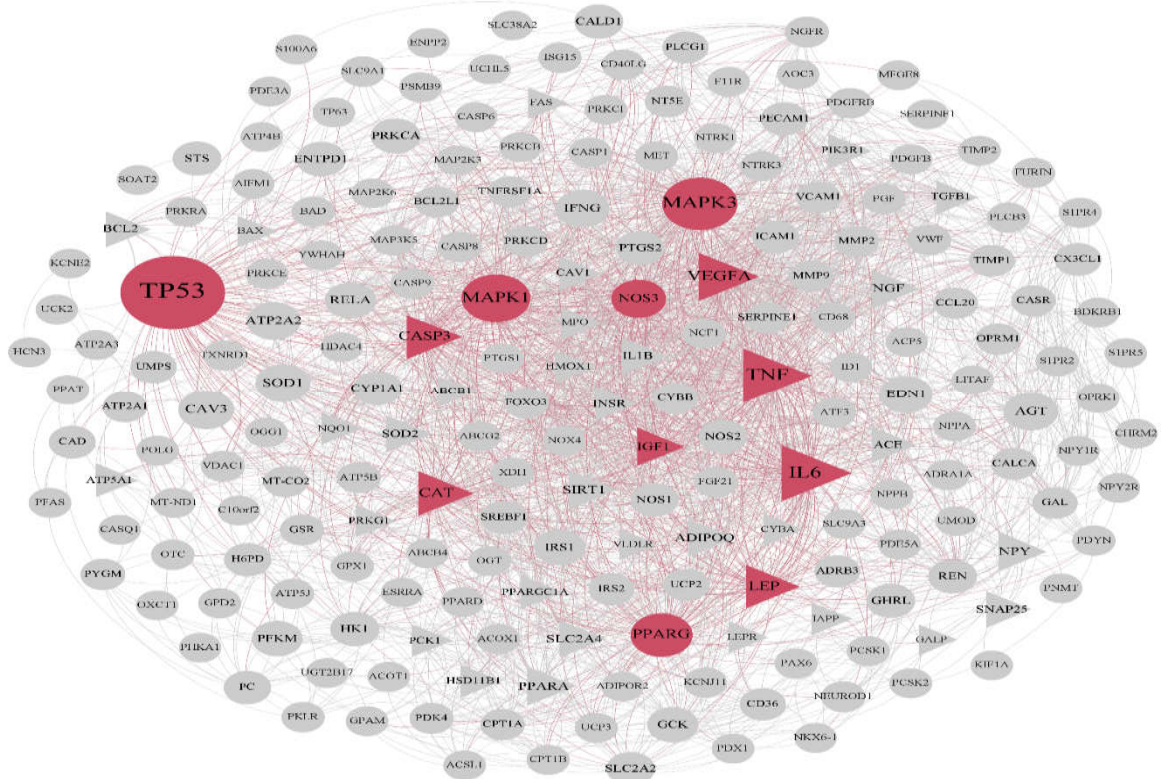 SLC38A2
CALD1
NGFR
S100A6
ENPP2
PLCG1
ISG15
SLC9A1
UCHL5
CD40LG
F11R
AOC3
MFGE8
PDE3A
PSMB9
FAS
PRKCI
NT5E
PDGFRB
SERPINF1
TP63
CASP6
PECAM1
ATP4B
PRKCA
NTRK1
PRKCB
CASP1
MET
PIK3R1
TIMP2
STS
ENTPD1
MAP2K3
NTRK3
PDGFB
FURIN
SOAT2
AIFM1
MAP2K6
BCL2L1
TNFRSF1A
IFNG
MAPK3
VCAM1
PGF
TGFB1
PRKRA
BAD
S1PR4
BCL2
BAX
PLCB3
MAP3K5
CASP8
PRKCD
PTGS2
ICAM1
MMP2
VWF
KCNE2
YWHAH
CX3CL1
TIMP1
PRKCE
CASP9
CAV1
VEGFA
MMP9
TP53
MAPK1
NOS3
NGF
RELA
CCL20
CASR
UCK2
BDKRB1
ATP2A2
MPO
SERPINE1
CD68
CASP3
NCF1
OPRM1
ACP5
HCN3
ATP2A3
TXNRD1
HDAC4
PTGS1
IL1B
S1PR2
S1PR5
UMPS
HMOX1
TNF
ID1
PPAT
SOD1
CYP1A1
ABCB1
LITAF
INSR
CYBB
EDN1
OPRK1
ATP2A1
CAV3
FOXO3
ATF3
AGT
NPPA
NQO1
SOD2
CHRM2
CAD
OGG1
ABCG2
NOX4
IGF1
NOS2
ACE
NPY1R
POLG
VDAC1
CALCA
ATP5A1
MT-CO2
ATP5B
XDH
IL6
ADRA1A
FGF21
NPY2R
PFAS
MT-ND1
CAT
SIRT1
NOS1
NPPB
GAL
C10orf2
PRKG1
SREBF1
CASQ1
GSR
CYBA
SLC9A3
UMOD
ADIPOQ
PDYN
OTC
H6PD
ABCB4
IRS1
VLDLR
PDE5A
NPY
PYGM
GPX1
OGT
ADRB3
REN
ATP5J
ESRRA
IRS2
UCP2
LEP
PNMT
OXCT1
GPD2
PPARD
PPARGC1A
GHRL
SNAP25
PFKM
HK1
IAPP
PHKA1
PCK1
ACOX1
SLC2A4
PPARG
LEPR
GALP
PCSK1
PAX6
KIF1A
UGT2B17
ACOT1
HSD11B1
PPARA
ADIPOR2
KCNJ11
PCSK2
PC
NEUROD1
CD36
PKLR
GPAM
PDK4
CPT1A
UCP3
GCK
NKX6-1
PDX1
ACSL1
CPT1B
SLC2A2